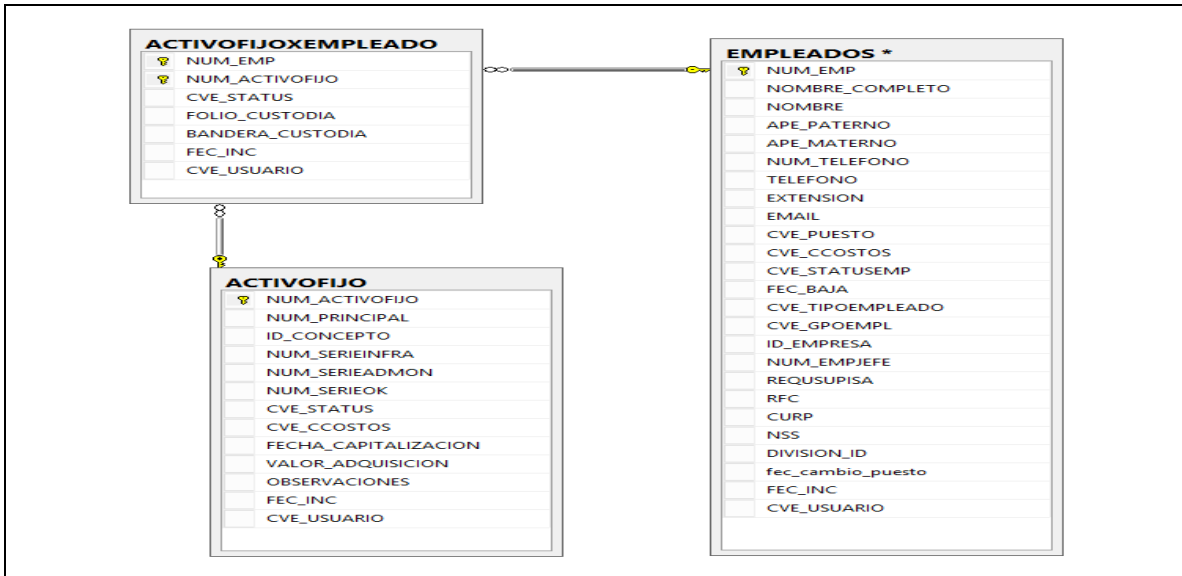 ACTIVOFIJOXEMPLEADO
NUM_EMP
NUM_ACTIVOFIJO
CVE_STATUS
FOLIO_CUSTODIA
BANDERA_CUSTODIA
FEC_INC
CVE_USUARIO
ACTIVOFIJO
NUM_ACTIVOFIJO
NUM_PRINCIPAL
ID_CONCEPTO
NUM_SERIEINFRA
NUM_SERIEADMON
NUM_SERIEOK
CVE_STATUS
CVE_CCOSTOS
FECHA_CAPITALIZACION
VALOR_ADQUISICION
OBSERVACIONES
FEC_INC
CVE_USUARIO
EMPLEADOS *
NUM_EMP
NOMBRE_COMPLETO
NOMBRE
APE_PATERNO
APE_MATERNO
NUM_TELEFONO
TELEFONO
EXTENSION
EMAIL
CVE_PUESTO
CVE_CCOSTOS
CVE_STATUSEMP
FEC_BAJA
CVE_TIPOEMPLEADO
CVE_GPOEMPL
ID_EMPRESA
NUM_EMPJEFE
REQUSUPISA
RFC
CURP
NSS
DIVISION_ID
fec_cambio_puesto
FEC_INC
CVE_USUARIO